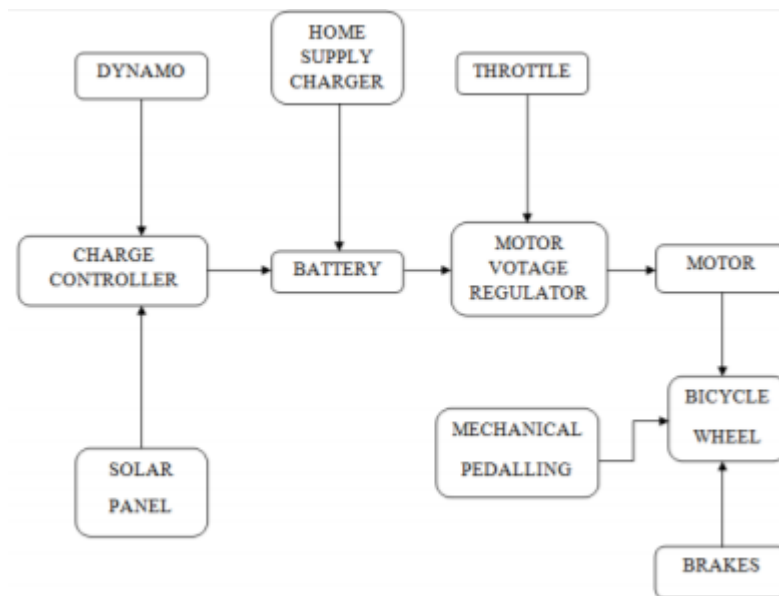 HOME
SUPPLY
CHARGER
DYNAMO
THROTTLE
CHARGE
CONTROLLER
BATTERY
MOTOR
VOTAGE
REGULATOR
MOTOR
MECHANICAL
PEDALLING
BICYCLE
WHEEL
SOLAR
PANEL
BRAKES